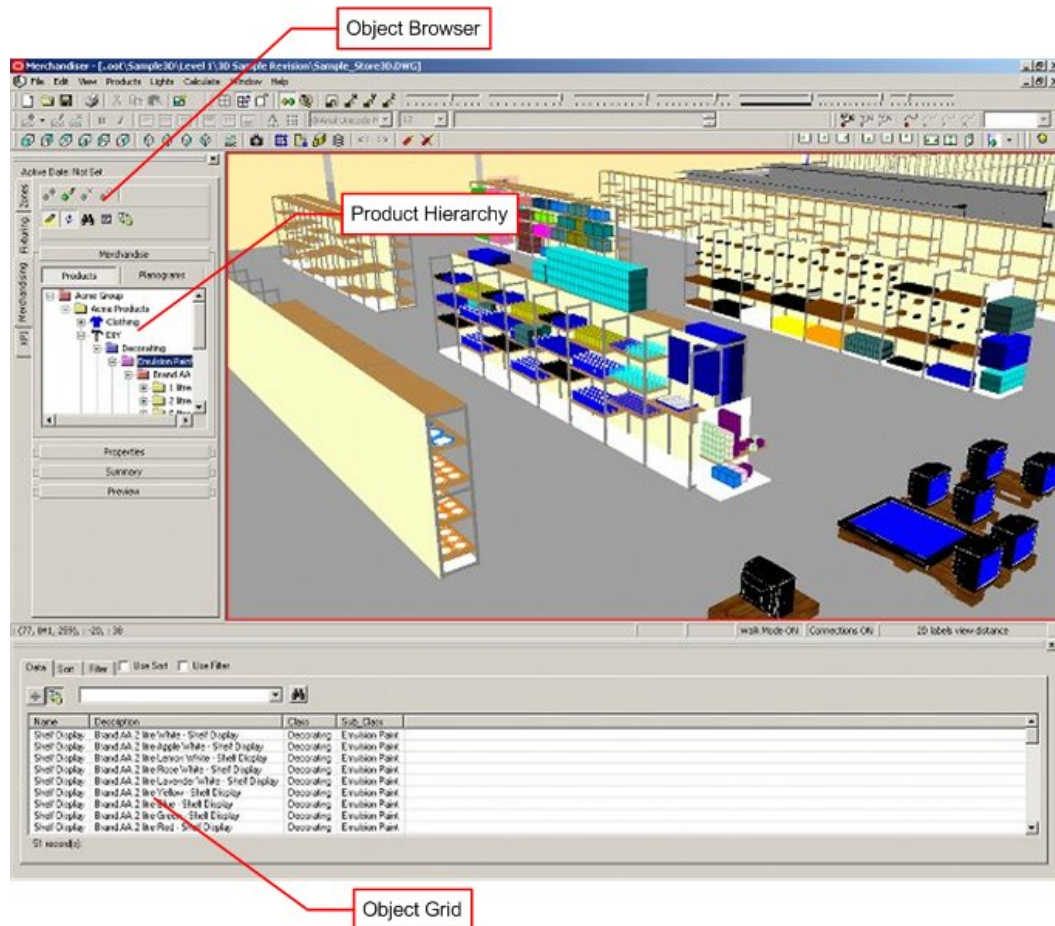 Object Browser
Merchandiser - [..oot\Sample3D\Level 1\3D Sample Revision\Sample_Store3D.DWG]
File Edit View Products Lights Calculate Window Help
12
Active Date: Not Set
Zones
Fixturing
Merchandising
KPI
Product Hierarchy
Merchandise
Products Planograms
Acme Group
Acme Products
Clothing
DIY
Decorating
Emulsion Paint
Brand AA
1 litre
2 litre
Properties
Summary
Preview
Walk Mode-ON Connections ON 2D labels view-distance
Data Sort Filter Use Sort Use Filter
Name Description Class Sub_Class
Shelf Display Brand AA 2 litre White - Shelf Display Decorating Emulsion Paint
Shelf Display Brand AA 2 litre Apple White - Shelf Display Decorating Emulsion Paint
Shelf Display Brand AA 2 litre Lemon White - Shelf Display Decorating Emulsion Paint
Shelf Display Brand AA 2 litre Rose White - Shelf Display Decorating Emulsion Paint
Shelf Display Brand AA 2 litre Lavender White - Shelf Display Decorating Emulsion Paint
Shelf Display Brand AA 2 litre Yellow - Shelf Display Decorating Emulsion Paint
Shelf Display Brand AA 2 litre Blue - Shelf Display Decorating Emulsion Paint
Shelf Display Brand AA 2 litre Green - Shelf Display Decorating Emulsion Paint
Shelf Display Brand AA 2 litre Red - Shelf Display Decorating Emulsion Paint
51 record(s)
Object Grid